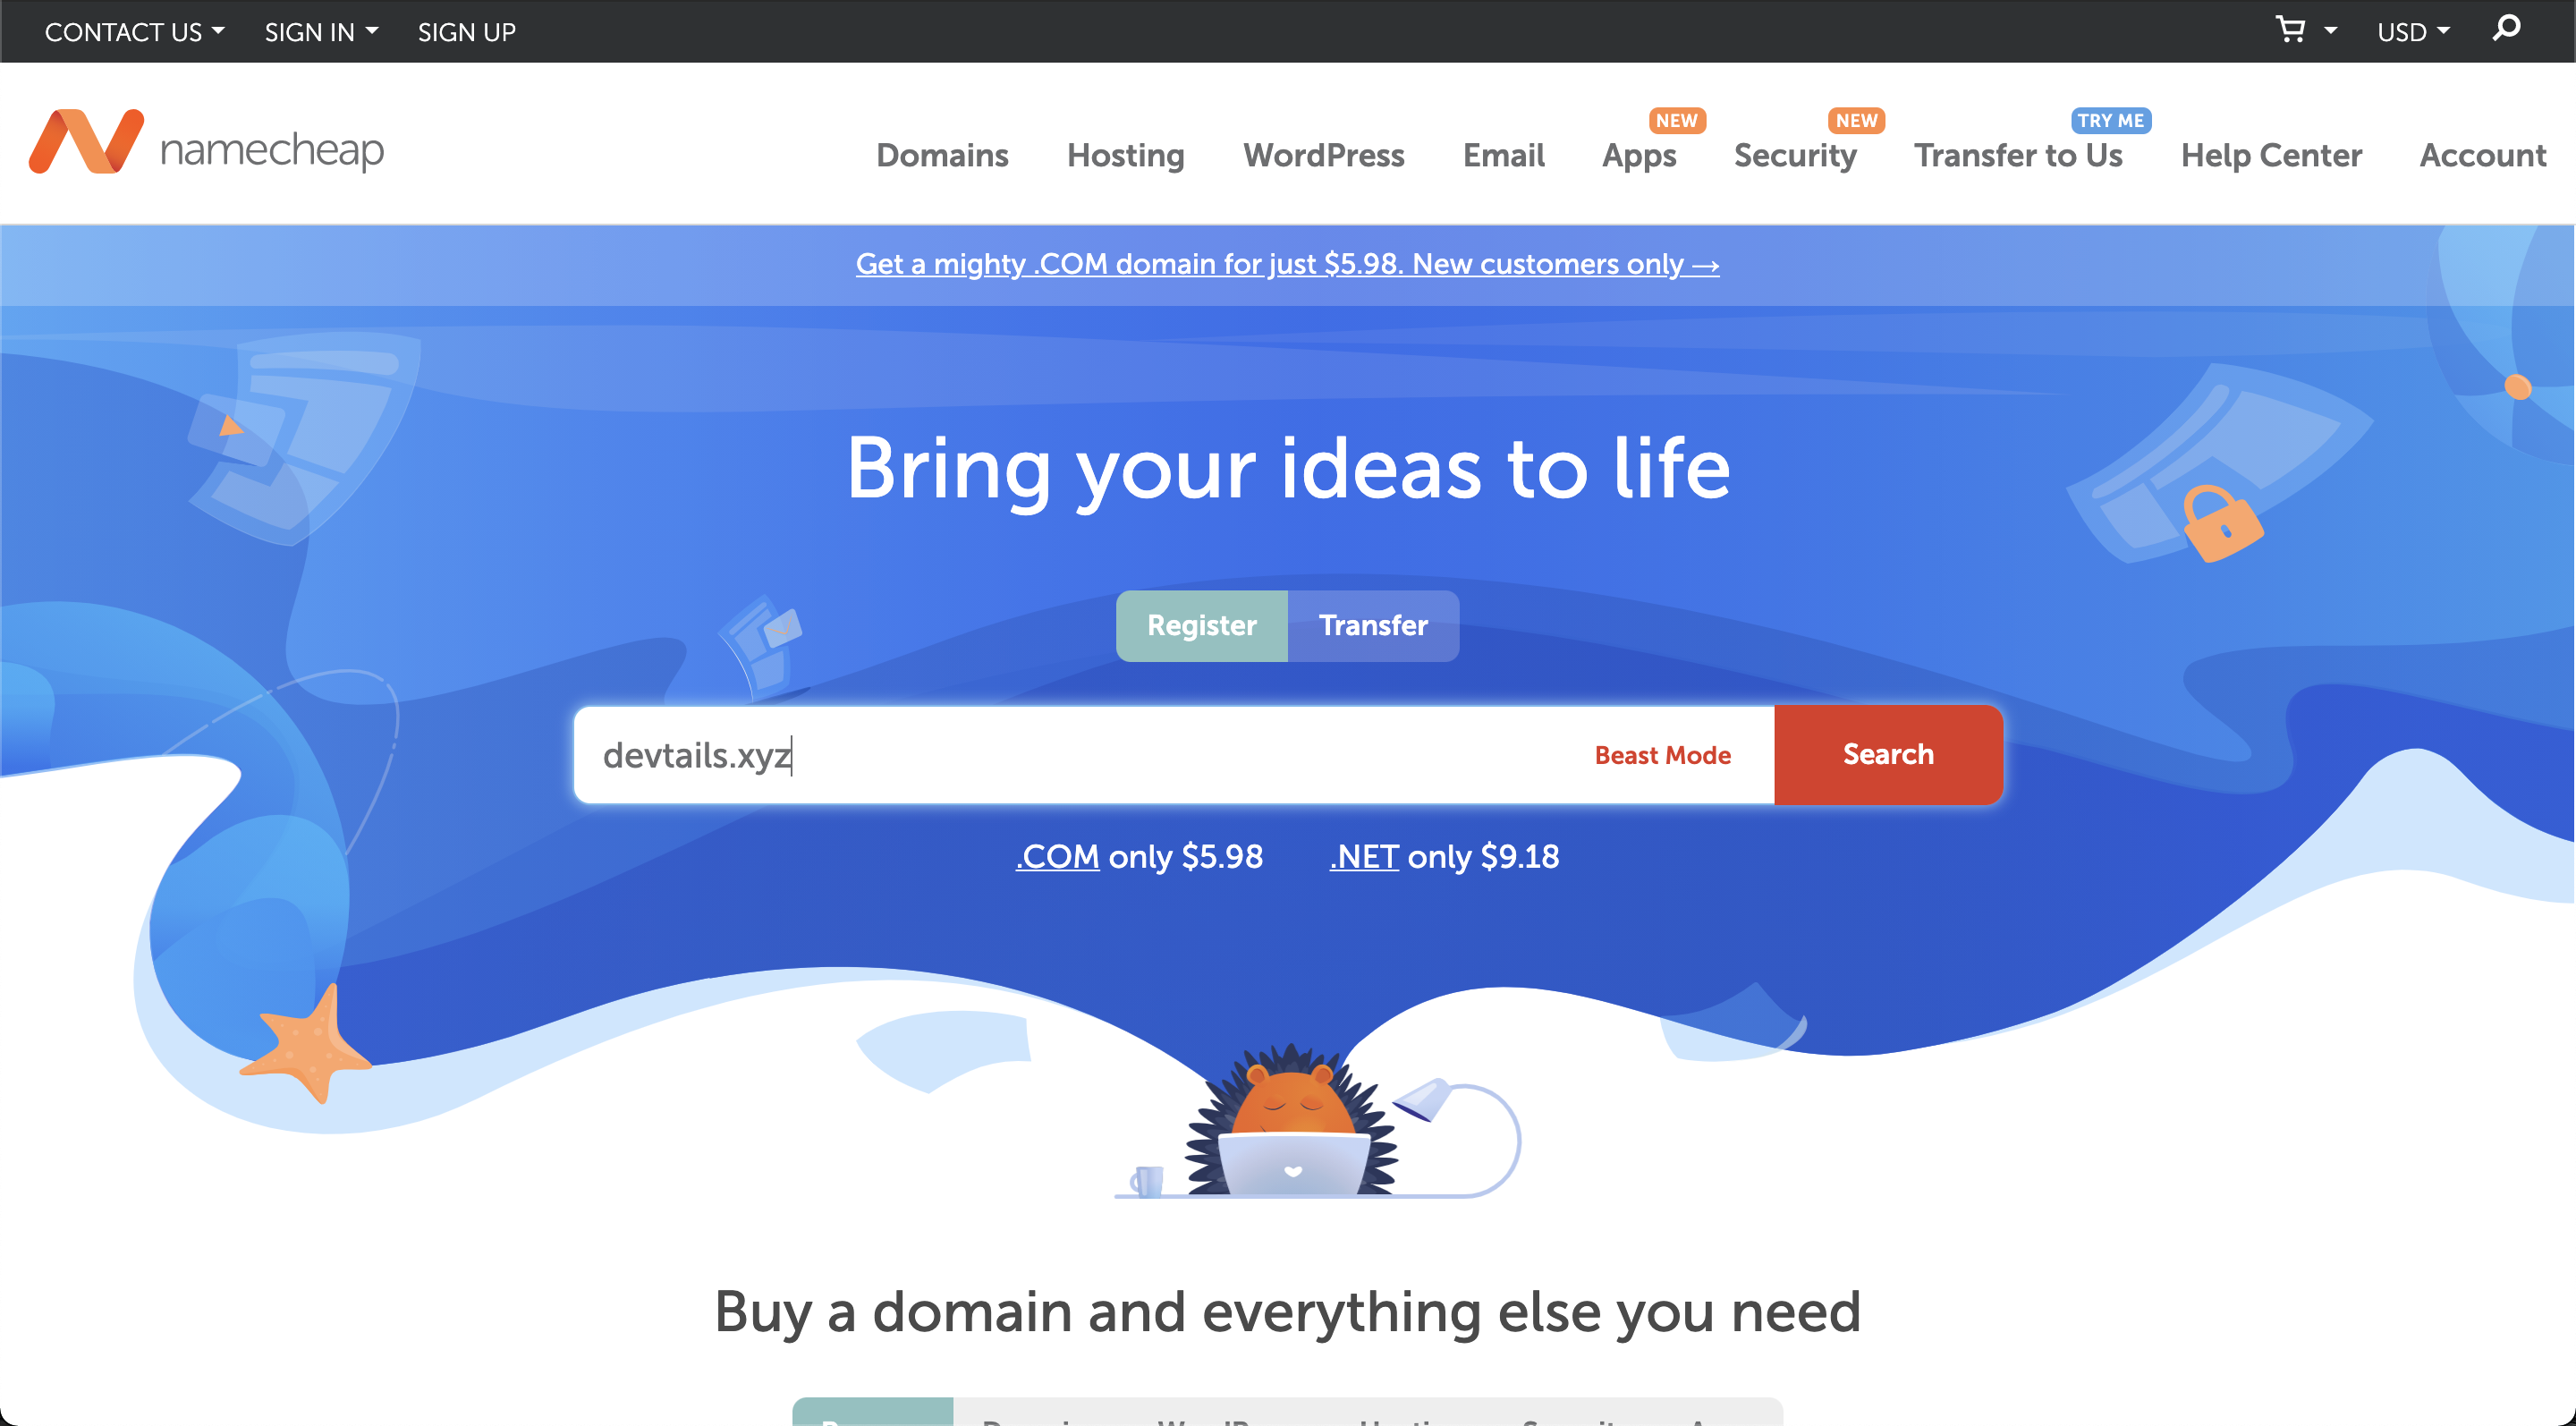 CONTACT US SIGN IN SIGN UP USD
namecheap
NEW NEW TRY ME
Domains Hosting WordPress Email Apps Security Transfer to Us Help Center Account
Get a mighty .COM domain for just $5.98. New customers only →
Bring your ideas to life
Register Transfer
devtails.xyz Beast Mode Search
.COM only $5.98 .NET only $9.18
Buy a domain and everything else you need